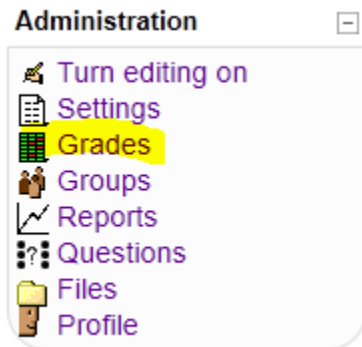 Administration
Turn editing on
Settings
Grades
Groups
Reports
Questions
Files
Profile